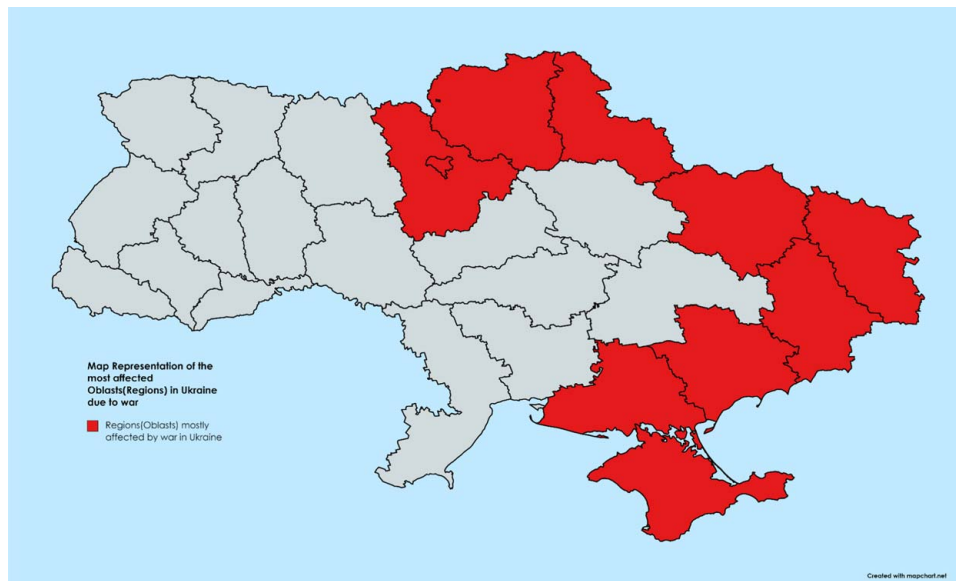 Map Representation of the
most affected
Oblasts(Regions) in Ukraine
due to war
Regions(Oblasts) mostly
affected by war in Ukraine
Created with mapchart.net